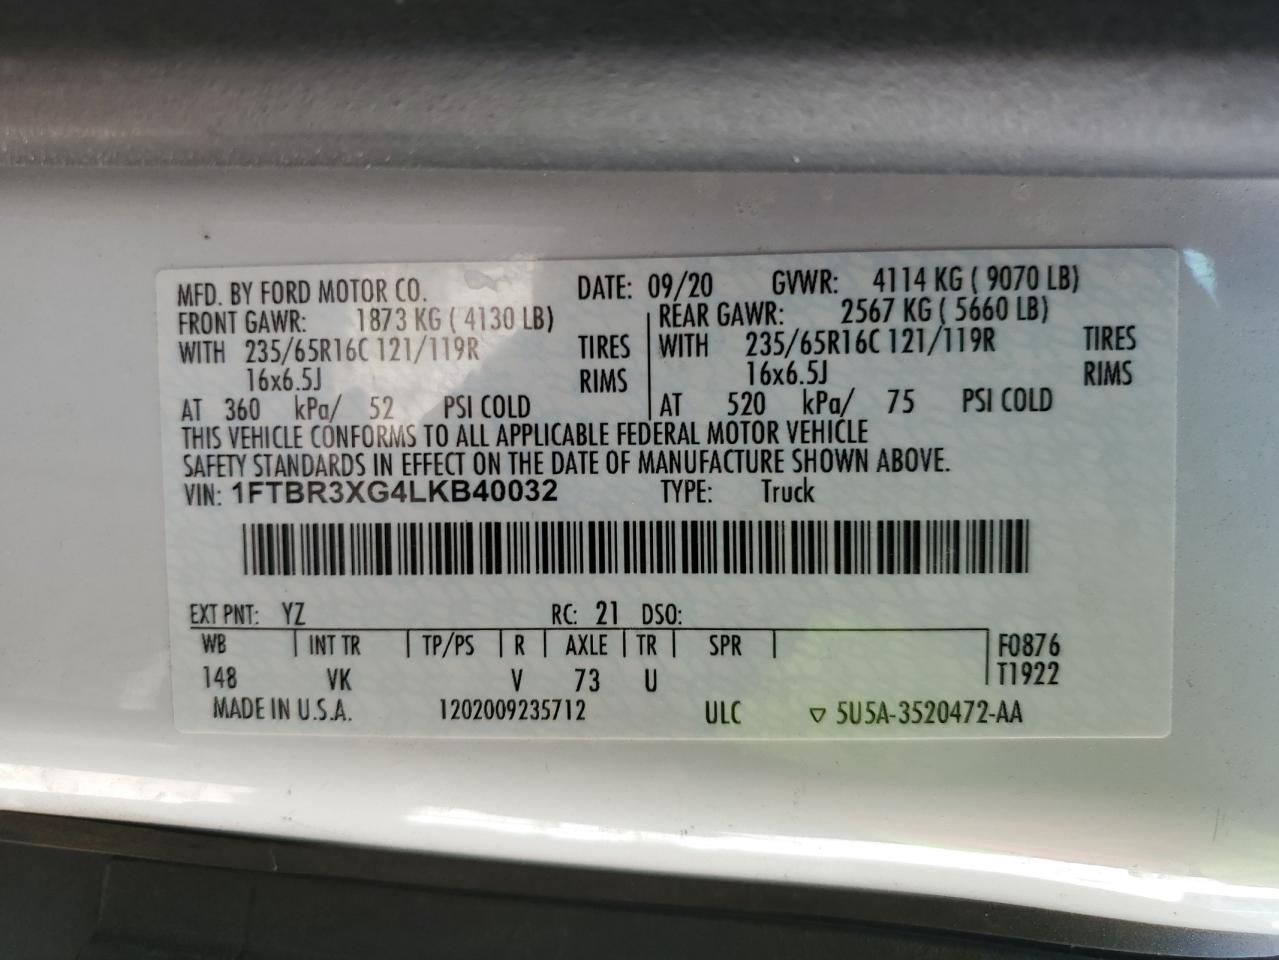 MFD. BY FORD MOTOR CO. DATE: 09/20 GVWR: 4114 KG ( 9070 LB)
FRONT GAWR: 1873 KG ( 4130 LB) REAR GAWR: 2567 KG ( 5660 LB)
WITH 235/65R16C 121/119R TIRES WITH 235/65R16C 121/119R TIRES
16x6.5J RIMS 16x6.5J RIMS
AT 360 kPa/ 52 PSI COLD AT 520 kPa/ 75 PSI COLD
THIS VEHICLE CONFORMS TO ALL APPLICABLE FEDERAL MOTOR VEHICLE
SAFETY STANDARDS IN EFFECT ON THE DATE OF MANUFACTURE SHOWN ABOVE.
VIN: 1FTBR3XG4LKB40032 TYPE: Truck
EXT PNT: YZ RC: 21 DSO:
WB INT TR TP/PS R AXLE TR SPR F0876
148 VK V 73 U T1922
MADE IN U.S.A. 1202009235712 ULC ▽ 5U5A-3520472-AA